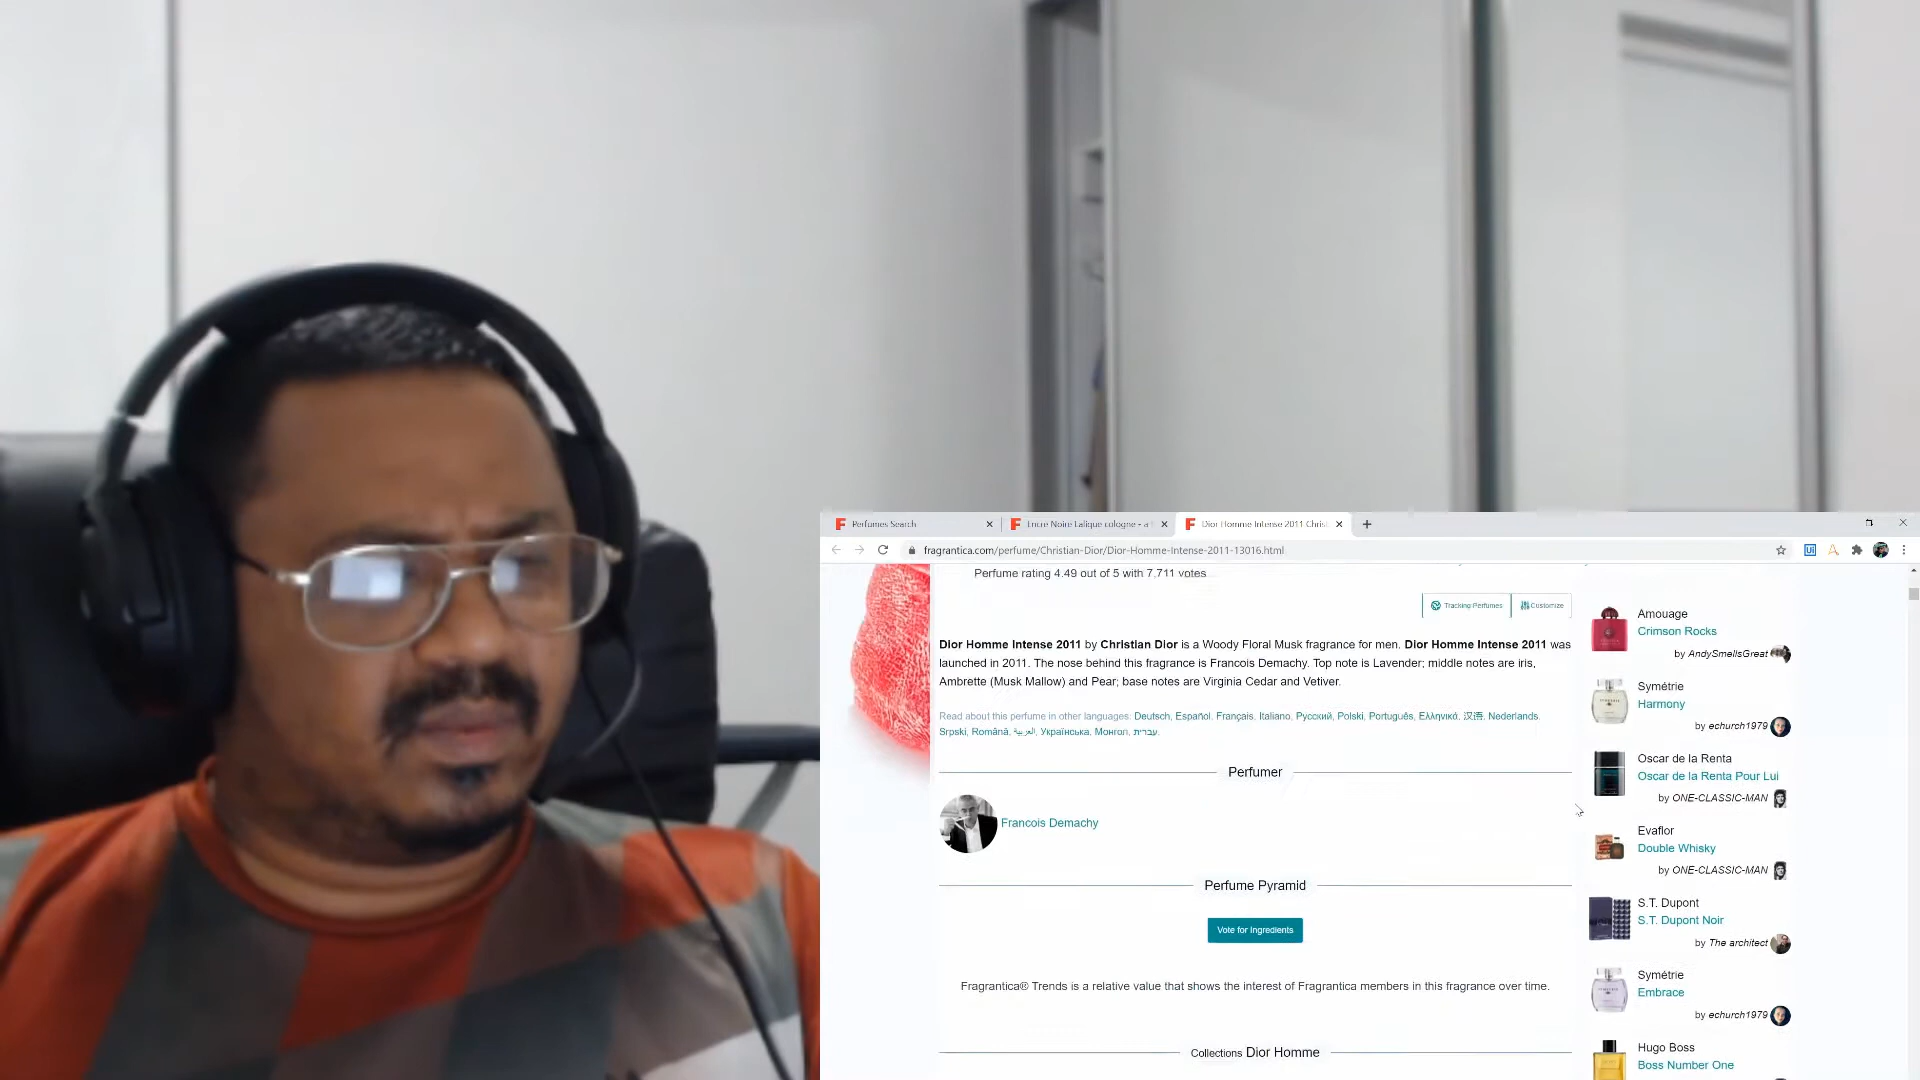 Perfumes Search
Encre Noire Lalique cologne - a
Dior Homme Intense 2011 Christ
fragrantica.com/perfume/Christian-Dior/Dior-Homme-Intense-2011-13016.html
Perfume rating 4.49 out of 5 with 7,711 votes
Tracking Perfumes
Customize
Dior Homme Intense 2011 by Christian Dior is a Woody Floral Musk fragrance for men. Dior Homme Intense 2011 was
launched in 2011. The nose behind this fragrance is Francois Demachy. Top note is Lavender; middle notes are iris,
Ambrette (Musk Mallow) and Pear; base notes are Virginia Cedar and Vetiver.
Read about this perfume in other languages: Deutsch, Español, Français, Italiano, Русский, Polski, Português, Ελληνικά, 汉语, Nederlands,
Srpski, Română, العربية, Українська, Монгол, עברית.
Perfumer
Francois Demachy
Perfume Pyramid
Vote for Ingredients
Fragrantica® Trends is a relative value that shows the interest of Fragrantica members in this fragrance over time.
Collections Dior Homme
Amouage
Crimson Rocks
by AndySmellsGreat
Symétrie
Harmony
by echurch1979
Oscar de la Renta
Oscar de la Renta Pour Lui
by ONE-CLASSIC-MAN
Evaflor
Double Whisky
by ONE-CLASSIC-MAN
S.T. Dupont
S.T. Dupont Noir
by The architect
Symétrie
Embrace
by echurch1979
Hugo Boss
Boss Number One